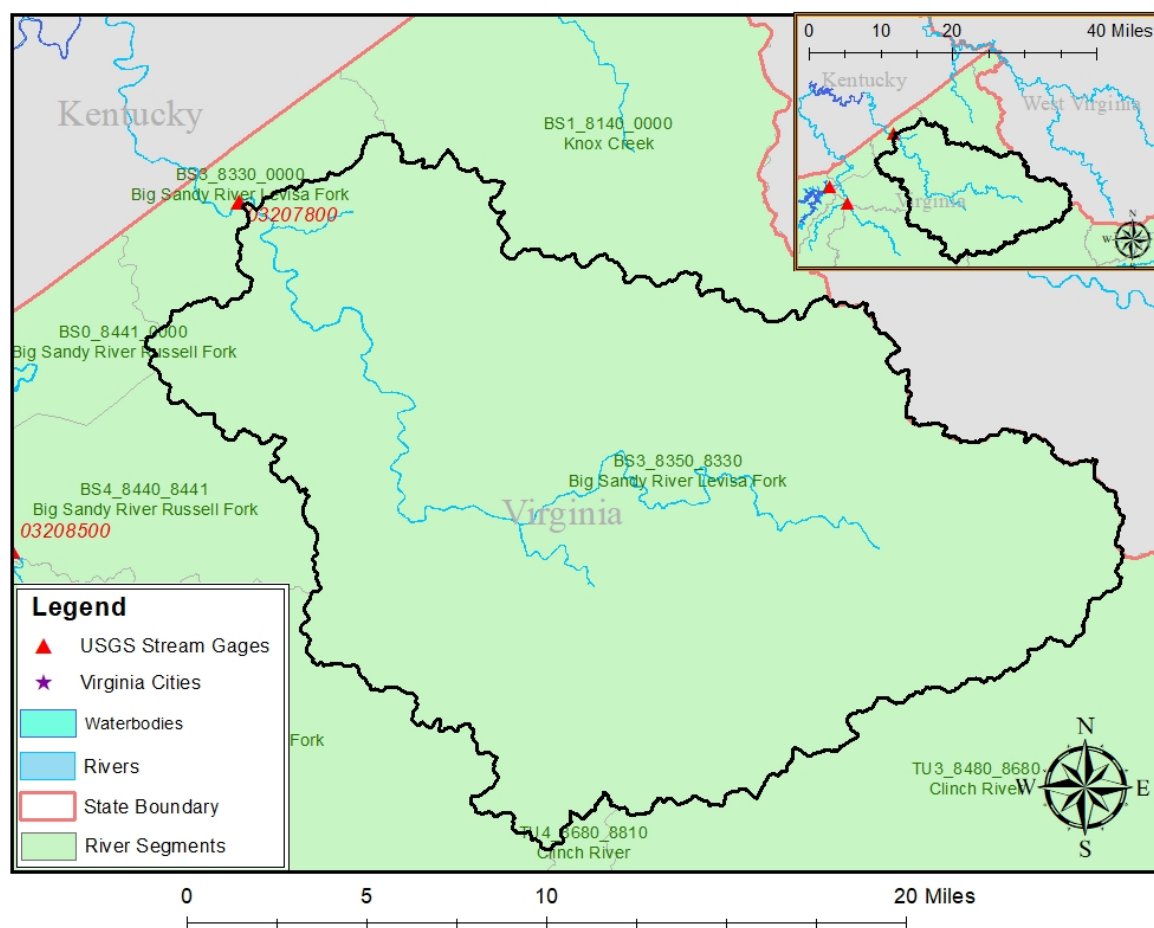 Kentucky
BS1_8140_0000
Knox Creek
BS3_8330_0000
Big Sandy River Levisa Fork
03207800
0 10 20 40 Miles
Kentucky
West Virginia
Virginia
N
W
BS0_8441_0000
Big Sandy River Russell Fork
BS3_8350_8330
Big Sandy River Levisa Fork
Virginia
BS4_8440_8441
Big Sandy River Russell Fork
03208500
Legend
USGS Stream Gages
Virginia Cities
Waterbodies
Rivers
State Boundary
River Segments
Fork
TU3_8480_8680
Clinch River
TU4_8680_8810
Clinch River
N
W
E
S
0 5 10 20 Miles